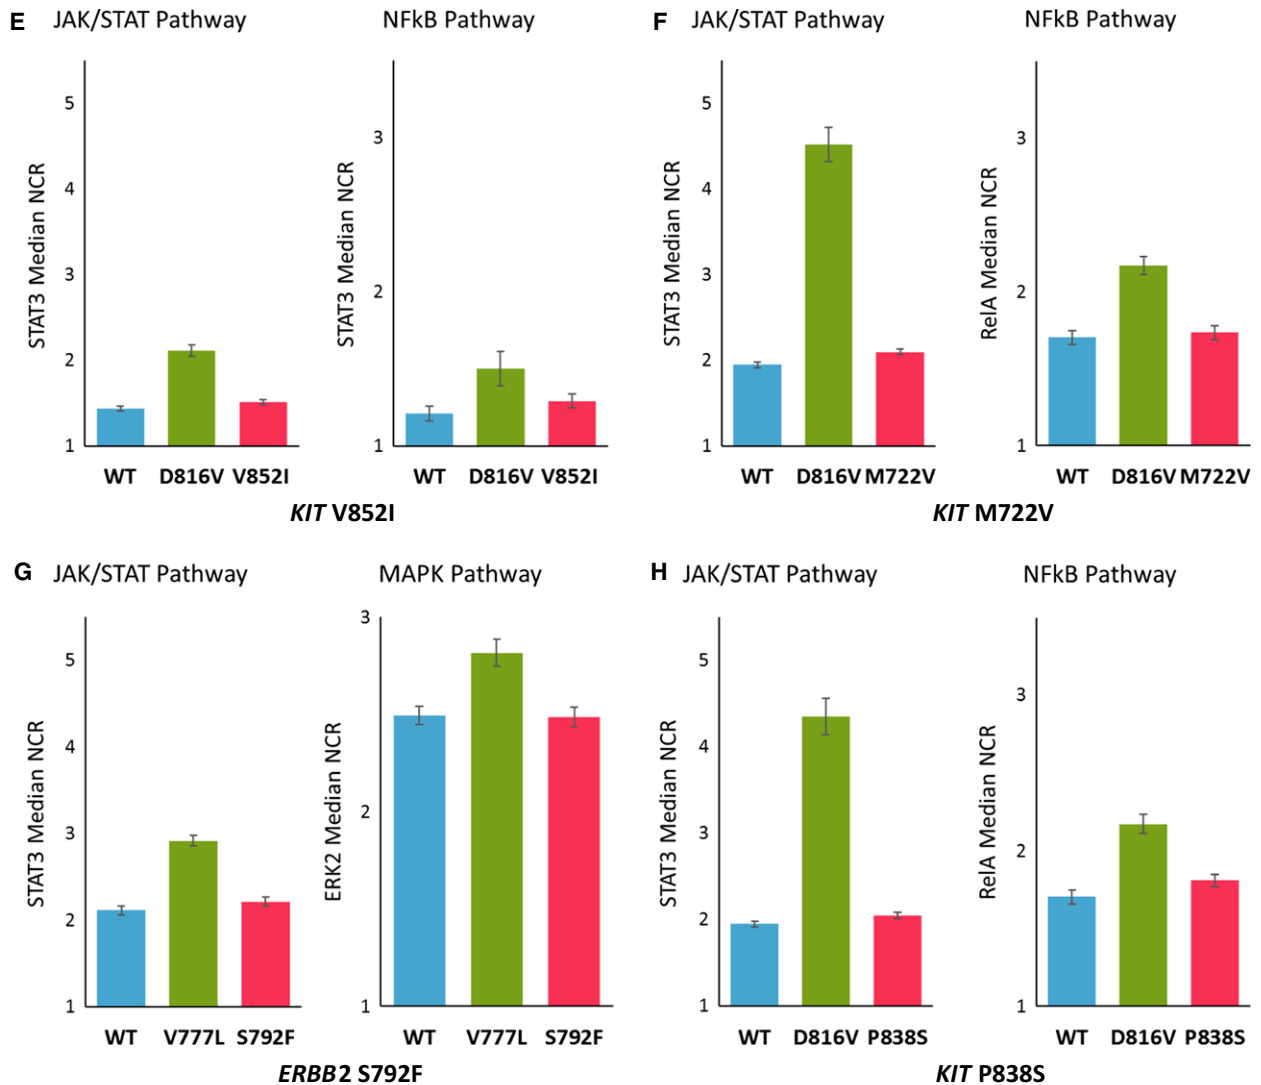 E JAK/STAT Pathway NFkB Pathway
STAT3 Median NCR
5
4
3
2
1
WT D816V V852I
STAT3 Median NCR
3
2
1
WT D816V V852I
KIT V852I
F JAK/STAT Pathway NFkB Pathway
STAT3 Median NCR
5
4
3
2
1
WT D816V M722V
RelA Median NCR
3
2
1
WT D816V M722V
KIT M722V
G JAK/STAT Pathway MAPK Pathway
STAT3 Median NCR
5
4
3
2
1
WT V777L S792F
ERK2 Median NCR
3
2
1
WT V777L S792F
ERBB2 S792F
H JAK/STAT Pathway NFkB Pathway
STAT3 Median NCR
5
4
3
2
1
WT D816V P838S
RelA Median NCR
3
2
1
WT D816V P838S
KIT P838S